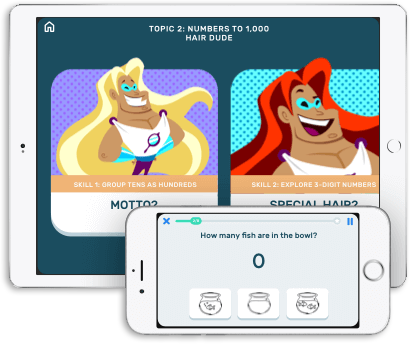 TOPIC 2: NUMBERS TO 1,000
HAIR DUDE
SKILL 1: GROUP TENS AS HUNDREDS
SKILL 2: EXPLORE 3-DIGIT NUMBERS
MOTTO?
SPECIAL HAIR?
How many fish are in the bowl?
0